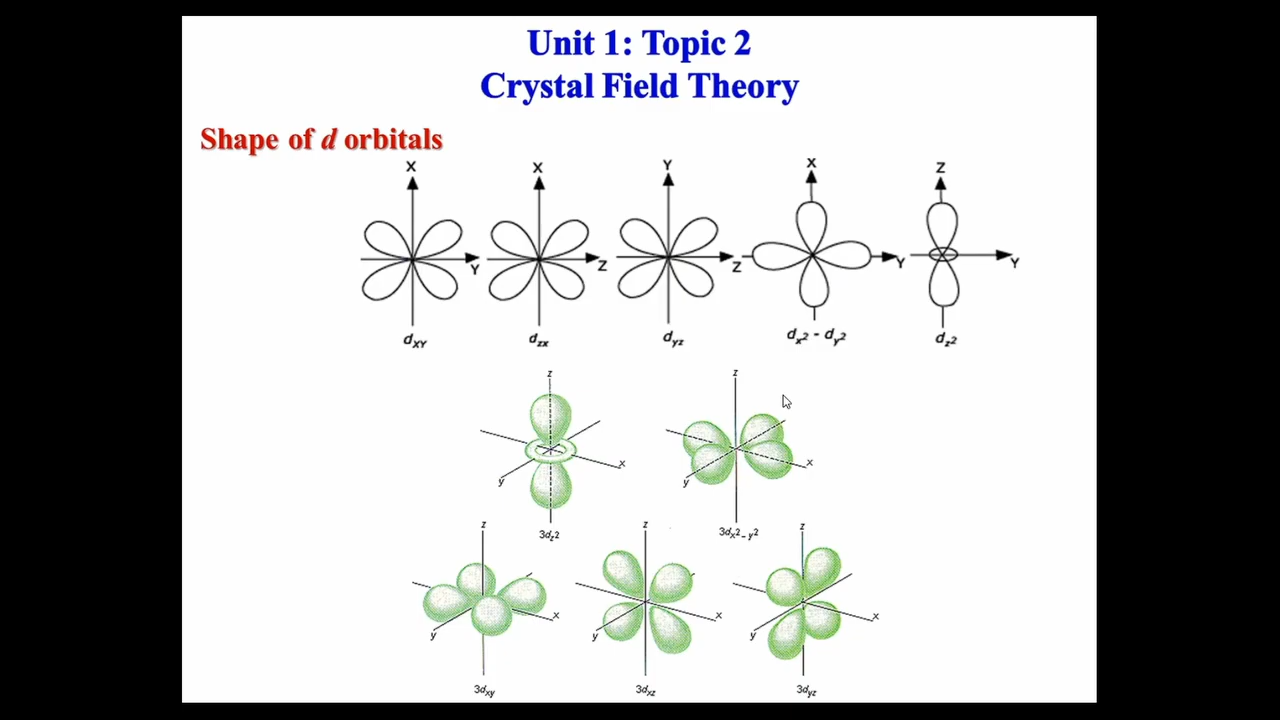 Unit 1: Topic 2
Crystal Field Theory
Shape of d orbitals
X X Y X Z
Y Z Z Y Y
dXY dzx dyz dx2 - dy2 dz2
z z
x x
y y
3dz2 3dx2 - y2
z z z
x x x
y y y
3dxy 3dxz 3dyz